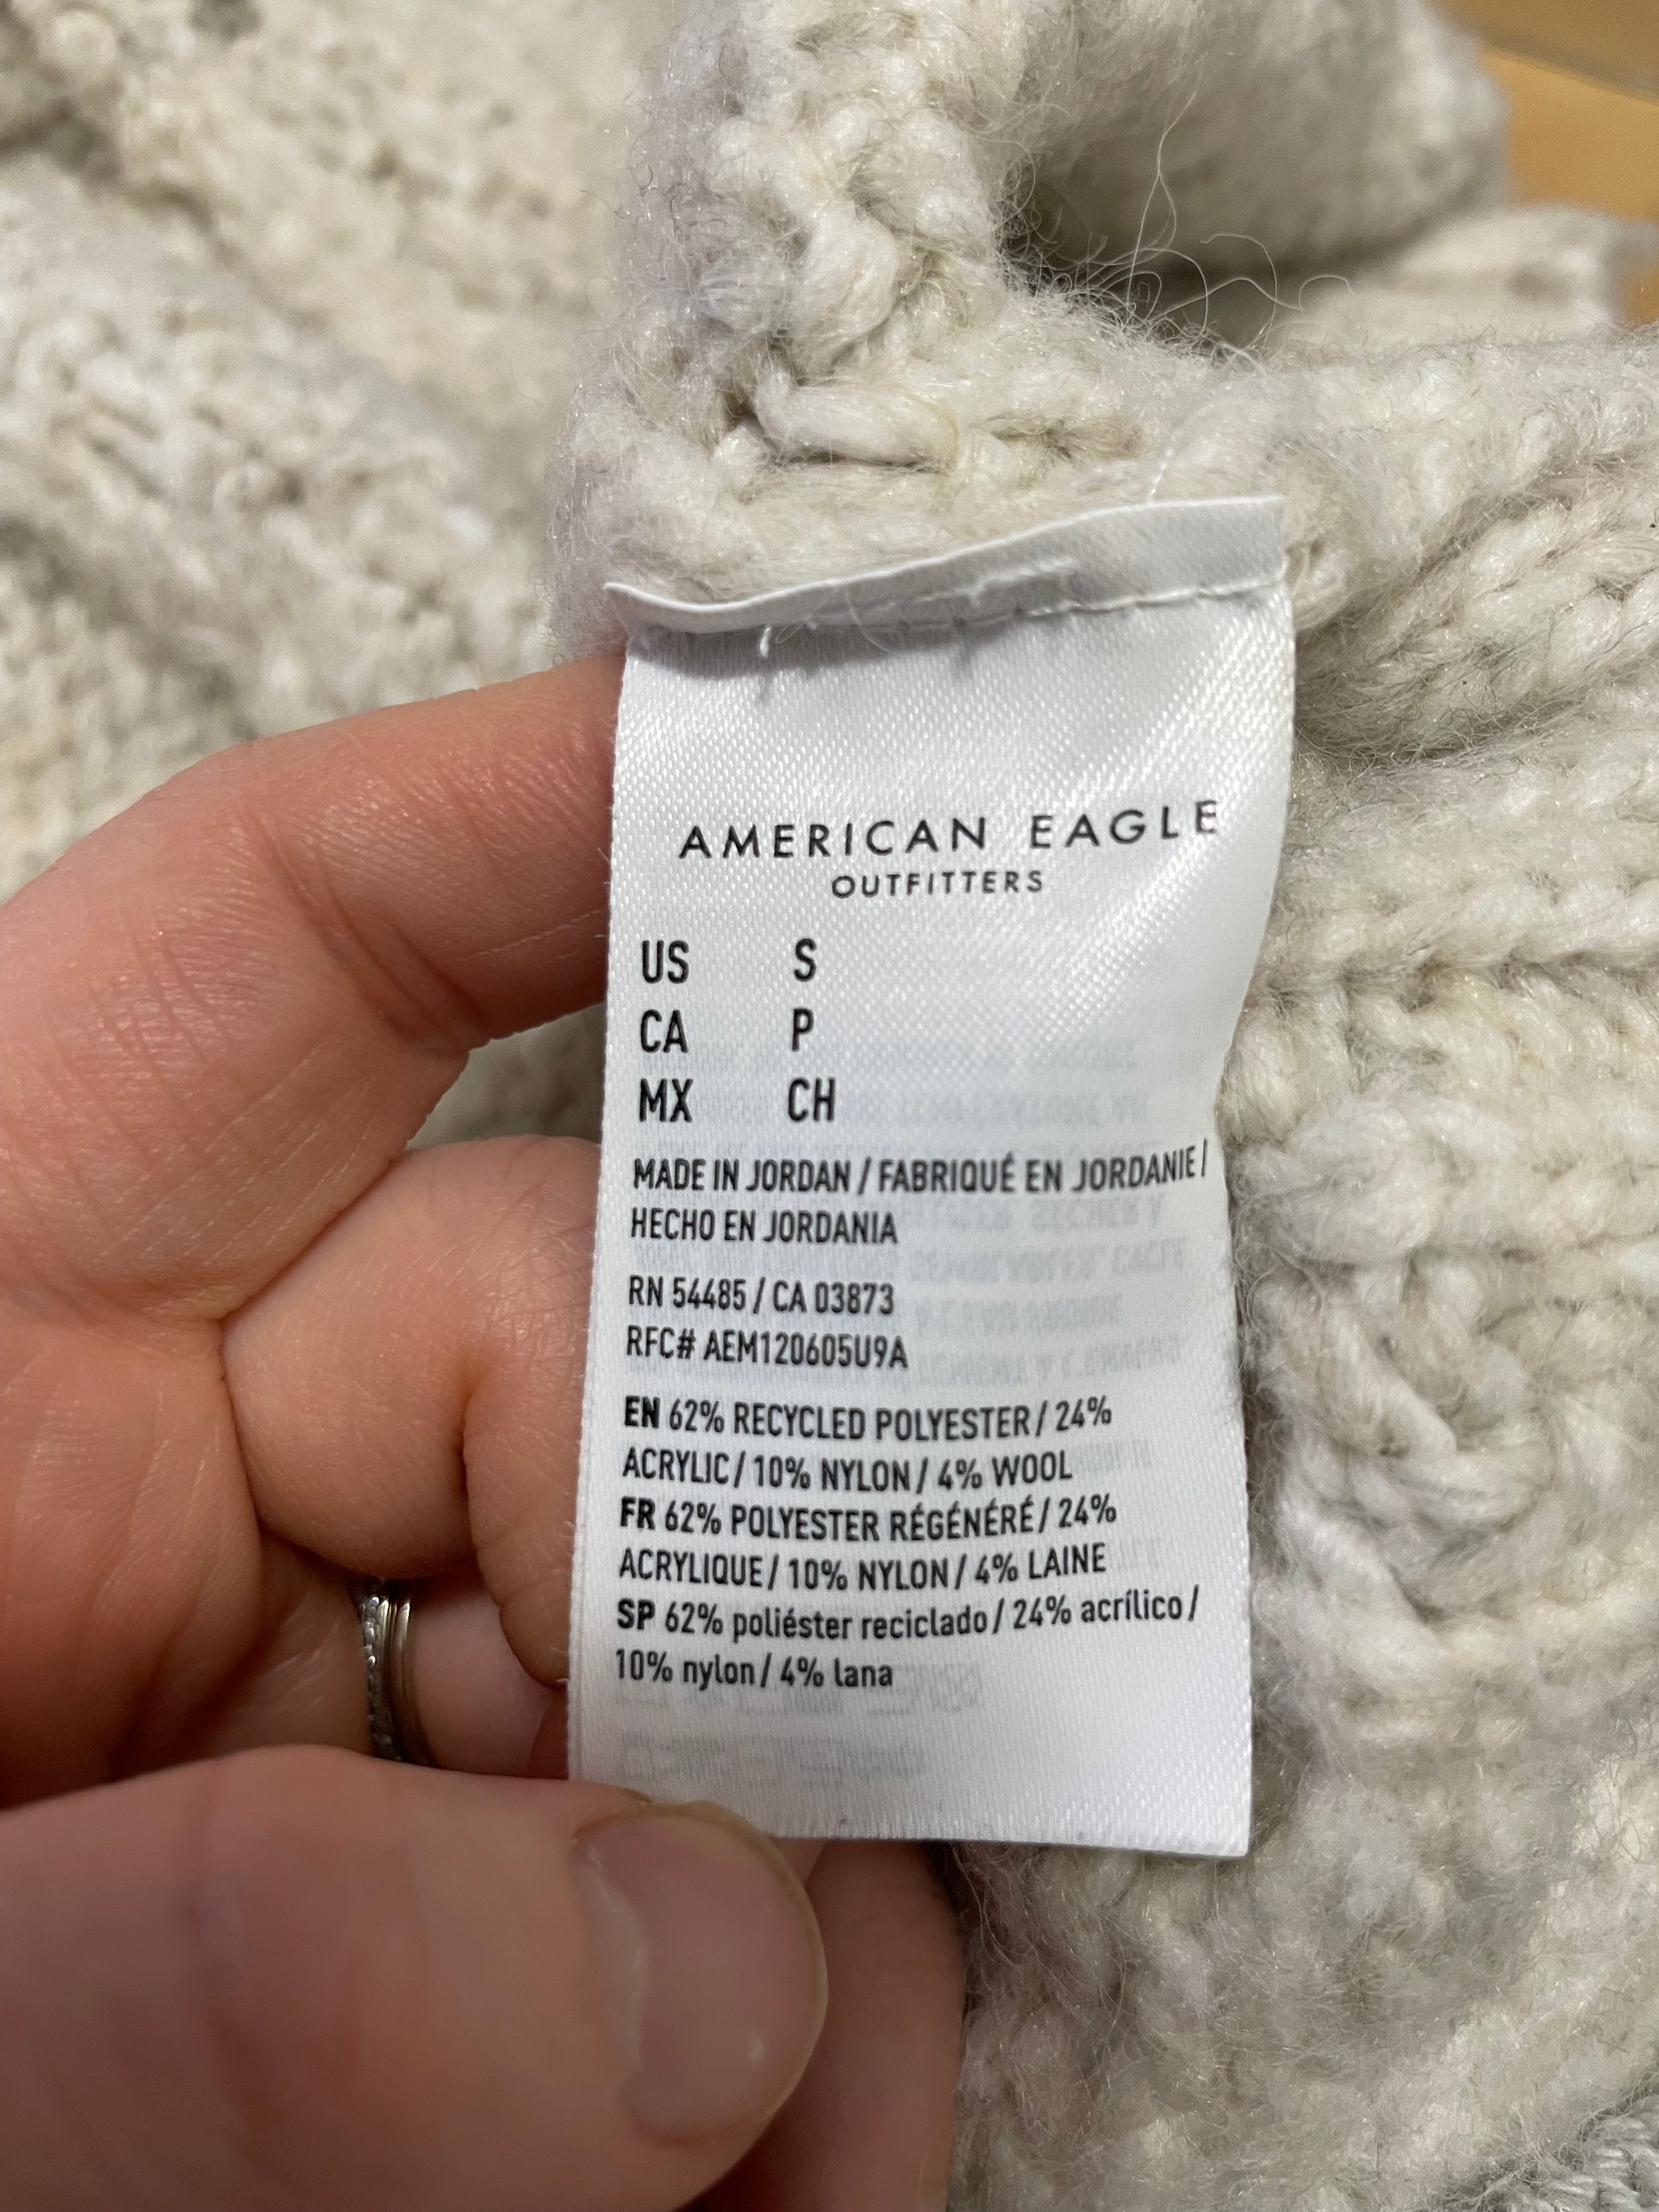 AMERICAN EAGLE
OUTFITTERS
US S
CA P
MX CH
MADE IN JORDAN / FABRIQUÉ EN JORDANIE /
HECHO EN JORDANIA
RN 54485 / CA 03873
RFC# AEM120605U9A
EN 62% RECYCLED POLYESTER / 24%
ACRYLIC / 10% NYLON / 4% WOOL
FR 62% POLYESTER RÉGÉNÉRÉ / 24%
ACRYLIQUE / 10% NYLON / 4% LAINE
SP 62% poliéster reciclado / 24% acrílico /
10% nylon / 4% lana